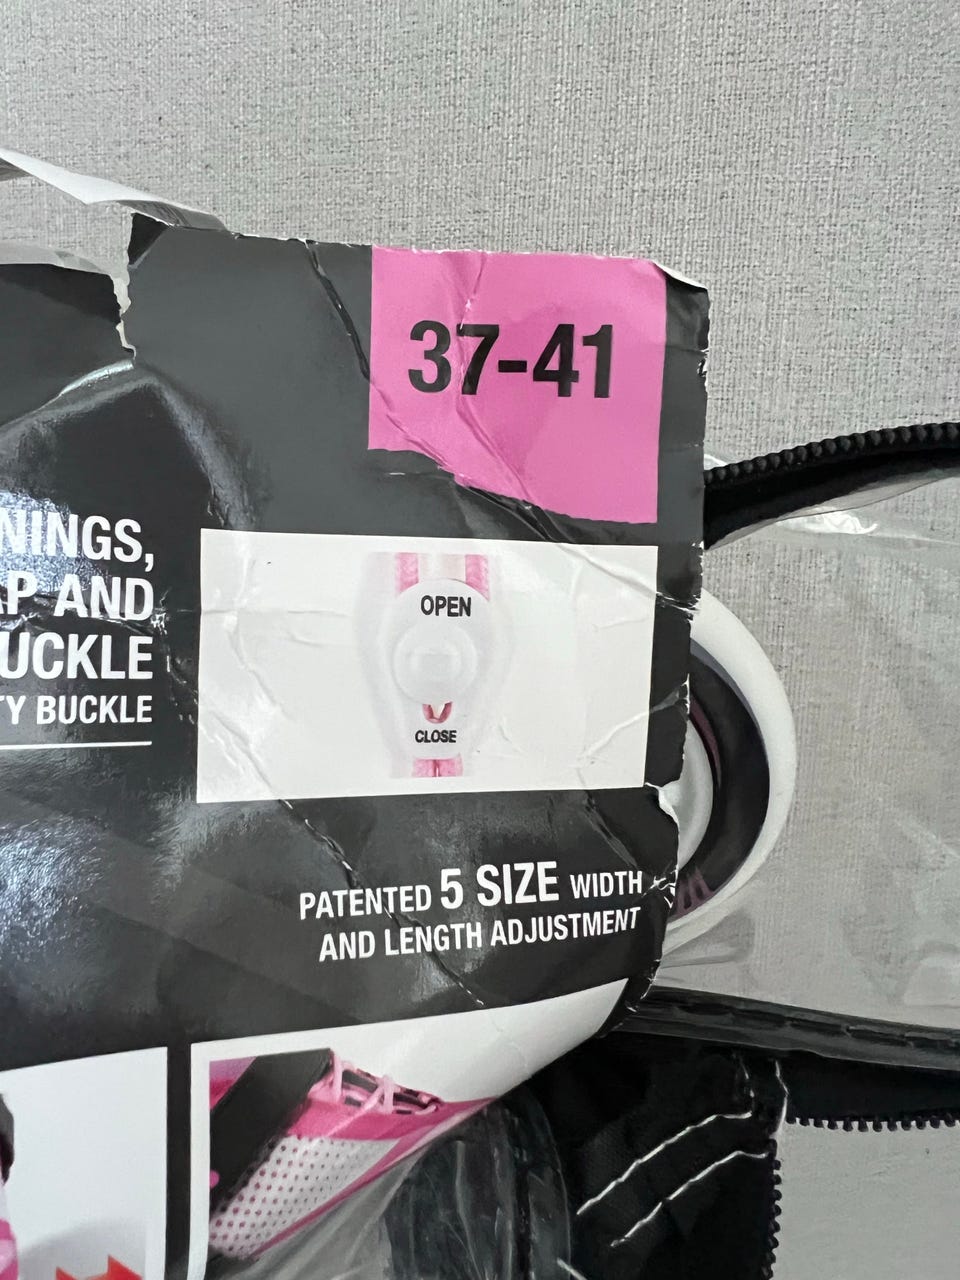 37-41
NINGS,
AP AND
UCKLE
TY BUCKLE
OPEN
CLOSE
PATENTED 5 SIZE WIDTH
AND LENGTH ADJUSTMENT